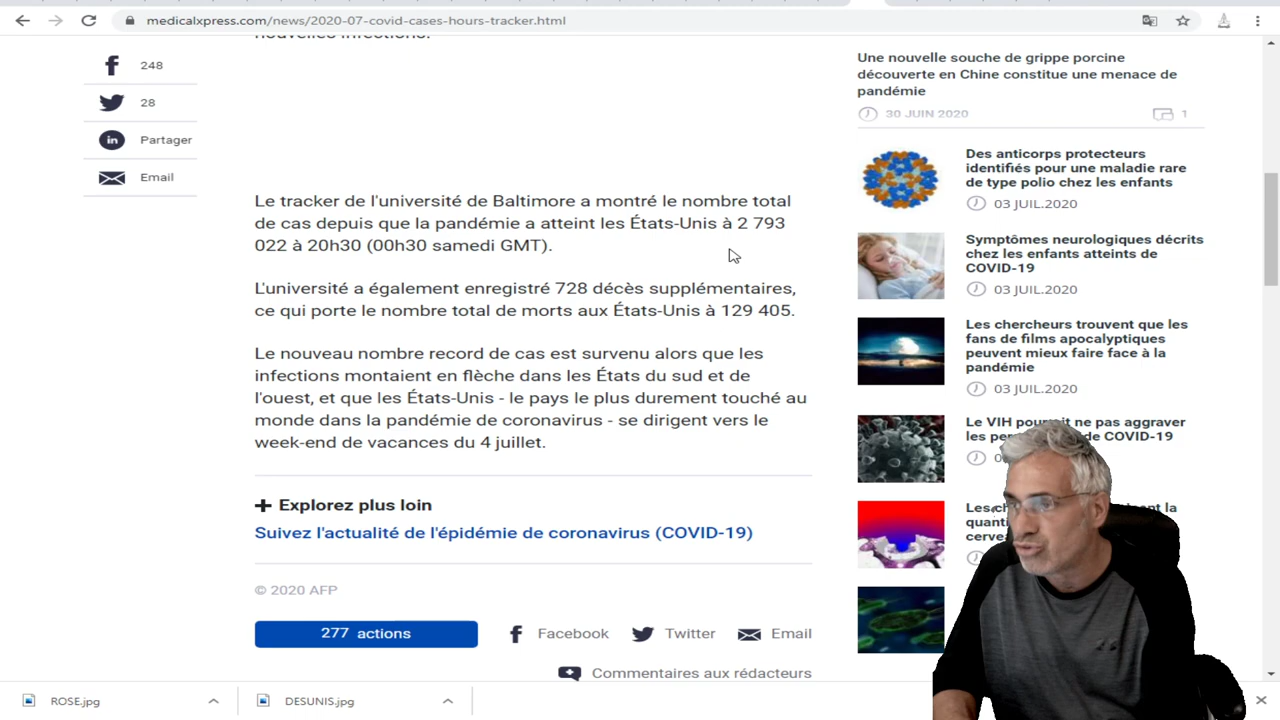 medicalxpress.com/news/2020-07-covid-cases-hours-tracker.html
nouvelles infections.
248
28
Partager
Email
Le tracker de l'université de Baltimore a montré le nombre total
de cas depuis que la pandémie a atteint les États-Unis à 2 793
022 à 20h30 (00h30 samedi GMT).
L'université a également enregistré 728 décès supplémentaires,
ce qui porte le nombre total de morts aux États-Unis à 129 405.
Le nouveau nombre record de cas est survenu alors que les
infections montaient en flèche dans les États du sud et de
l'ouest, et que les États-Unis - le pays le plus durement touché au
monde dans la pandémie de coronavirus - se dirigent vers le
week-end de vacances du 4 juillet.
Explorez plus loin
Suivez l'actualité de l'épidémie de coronavirus (COVID-19)
© 2020 AFP
277 actions
Facebook
Twitter
Email
Commentaires aux rédacteurs
Une nouvelle souche de grippe porcine
découverte en Chine constitue une menace de
pandémie
30 JUIN 2020
1
Des anticorps protecteurs
identifiés pour une maladie rare
de type polio chez les enfants
03 JUIL.2020
Symptômes neurologiques décrits
chez les enfants atteints de
COVID-19
03 JUIL.2020
Les chercheurs trouvent que les
fans de films apocalyptiques
peuvent mieux faire face à la
pandémie
03 JUIL.2020
Le VIH ne pas aggraver
les de COVID-19
la
ROSE.jpg
DESUNIS.jpg